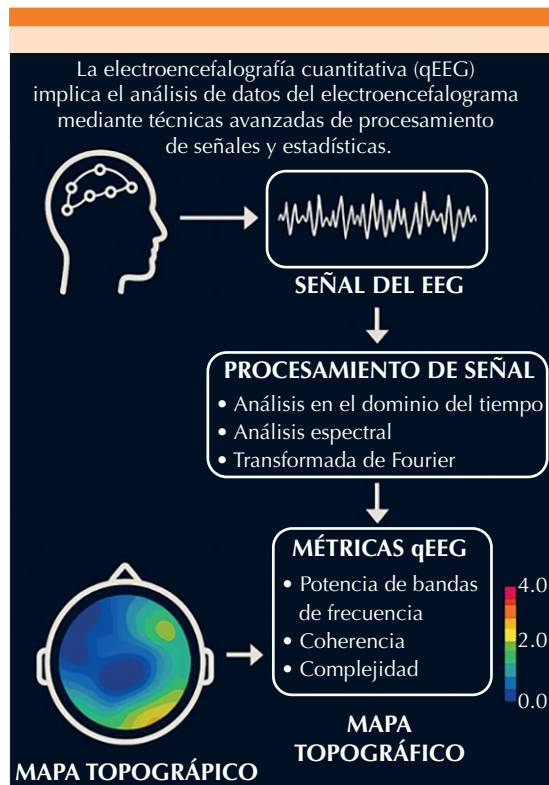 La electroencefalografía cuantitativa (qEEG)
implica el análisis de datos del electroencefalograma
mediante técnicas avanzadas de procesamiento
de señales y estadísticas.
SEÑAL DEL EEG
PROCESAMIENTO DE SEÑAL
• Análisis en el dominio del tiempo
• Análisis espectral
• Transformada de Fourier
MÉTRICAS qEEG
• Potencia de bandas
de frecuencia
• Coherencia
• Complejidad
4.0
2.0
0.0
MAPA
TOPOGRÁFICO
MAPA TOPOGRÁPICO